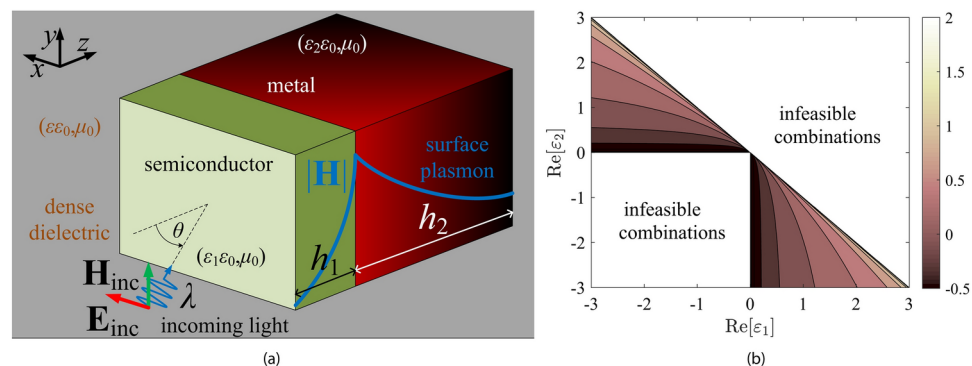 y
z
x
(ε₂ε₀,μ₀)
metal
(εε₀,μ₀)
semiconductor
|H|
surface
plasmon
dense
dielectric
θ
h₂
(ε₁ε₀,μ₀)
h₁
H_inc
λ
E_inc
incoming light
(a)
3
2
1
0
-1
-2
-3
Re[ε₂]
infeasible
combinations
infeasible
combinations
-3
-2
-1
0
1
2
3
Re[ε₁]
2
1.5
1
0.5
0
-0.5
(b)